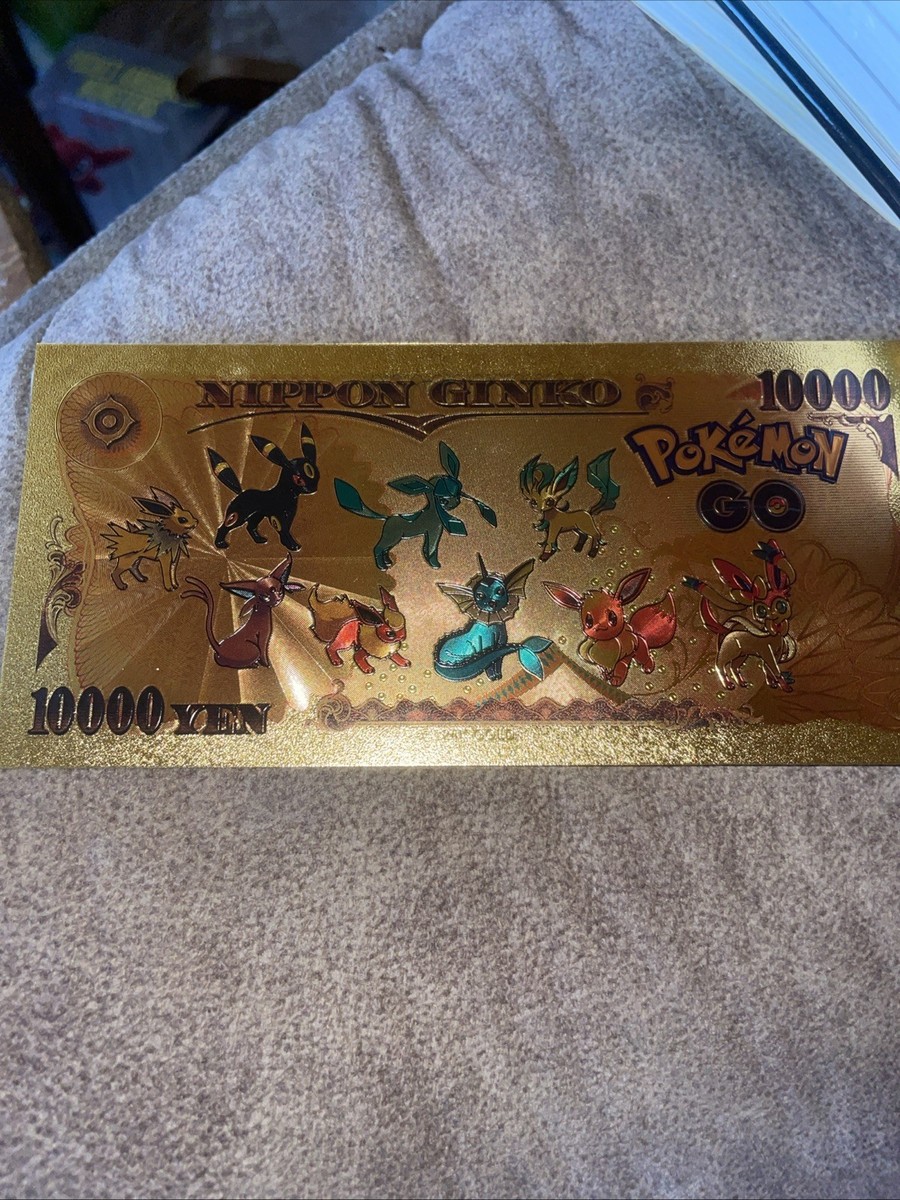 NIPPON GINKO
10000
POKéMON
GO
10000 YEN